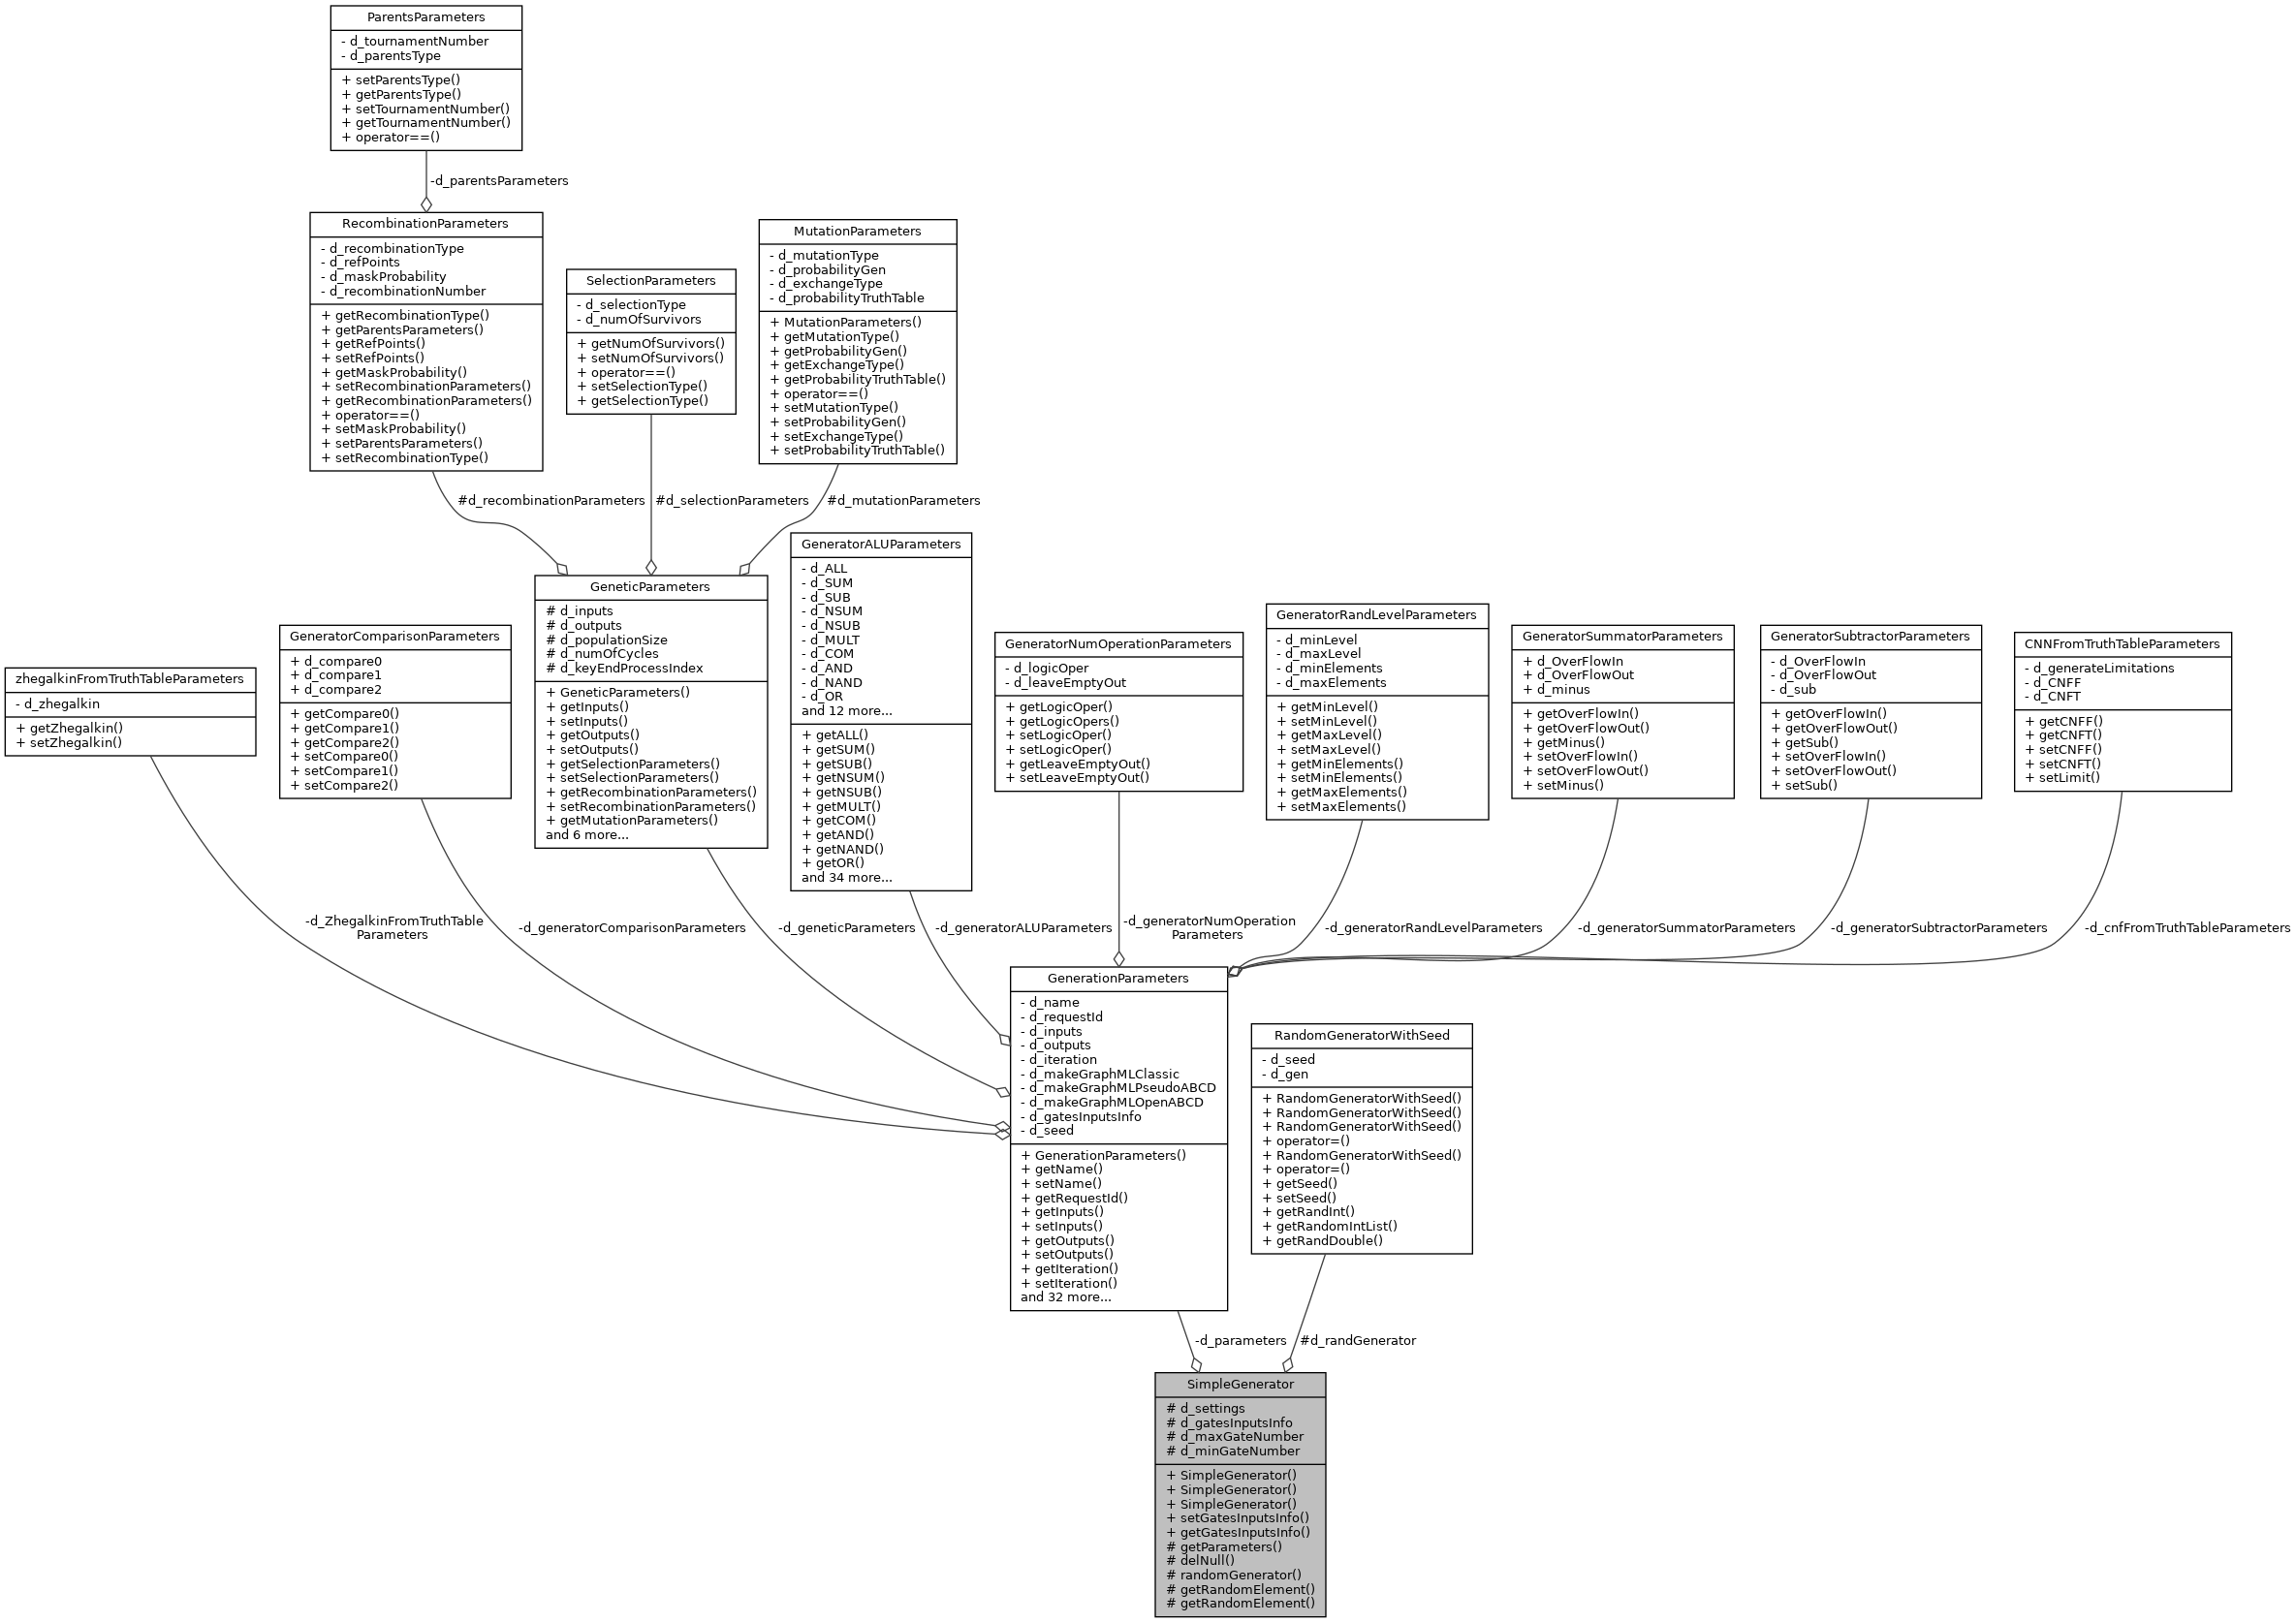 ParentsParameters
- d_tournamentNumber
- d_parentsType
+ setParentsType()
+ getParentsType()
+ setTournamentNumber()
+ getTournamentNumber()
+ operator==()
-d_parentsParameters
RecombinationParameters
- d_recombinationType
- d_refPoints
- d_maskProbability
- d_recombinationNumber
+ getRecombinationType()
+ getParentsParameters()
+ getRefPoints()
+ setRefPoints()
+ getMaskProbability()
+ setRecombinationParameters()
+ getRecombinationParameters()
+ operator==()
+ setMaskProbability()
+ setParentsParameters()
+ setRecombinationType()
SelectionParameters
- d_selectionType
- d_numOfSurvivors
+ getNumOfSurvivors()
+ setNumOfSurvivors()
+ operator==()
+ setSelectionType()
+ getSelectionType()
MutationParameters
- d_mutationType
- d_probabilityGen
- d_exchangeType
- d_probabilityTruthTable
+ MutationParameters()
+ getMutationType()
+ getProbabilityGen()
+ getExchangeType()
+ getProbabilityTruthTable()
+ operator==()
+ setMutationType()
+ setProbabilityGen()
+ setExchangeType()
+ setProbabilityTruthTable()
#d_recombinationParameters
#d_selectionParameters
#d_mutationParameters
zhegalkinFromTruthTableParameters
- d_zhegalkin
+ getZhegalkin()
+ setZhegalkin()
GeneratorComparisonParameters
+ d_compare0
+ d_compare1
+ d_compare2
+ getCompare0()
+ getCompare1()
+ getCompare2()
+ setCompare0()
+ setCompare1()
+ setCompare2()
GeneticParameters
# d_inputs
# d_outputs
# d_populationSize
# d_numOfCycles
# d_keyEndProcessIndex
+ GeneticParameters()
+ getInputs()
+ setInputs()
+ getOutputs()
+ setOutputs()
+ getSelectionParameters()
+ setSelectionParameters()
+ getRecombinationParameters()
+ setRecombinationParameters()
+ getMutationParameters()
and 6 more...
GeneratorALUParameters
- d_ALL
- d_SUM
- d_SUB
- d_NSUM
- d_NSUB
- d_MULT
- d_COM
- d_AND
- d_NAND
- d_OR
and 12 more...
+ getALL()
+ getSUM()
+ getSUB()
+ getNSUM()
+ getNSUB()
+ getMULT()
+ getCOM()
+ getAND()
+ getNAND()
+ getOR()
and 34 more...
GeneratorNumOperationParameters
- d_logicOper
- d_leaveEmptyOut
+ getLogicOper()
+ getLogicOpers()
+ setLogicOper()
+ setLogicOper()
+ getLeaveEmptyOut()
+ setLeaveEmptyOut()
GeneratorRandLevelParameters
- d_minLevel
- d_maxLevel
- d_minElements
- d_maxElements
+ getMinLevel()
+ setMinLevel()
+ getMaxLevel()
+ setMaxLevel()
+ getMinElements()
+ setMinElements()
+ getMaxElements()
+ setMaxElements()
GeneratorSummatorParameters
+ d_OverFlowIn
+ d_OverFlowOut
+ d_minus
+ getOverFlowIn()
+ getOverFlowOut()
+ getMinus()
+ setOverFlowIn()
+ setOverFlowOut()
+ setMinus()
GeneratorSubtractorParameters
- d_OverFlowIn
- d_OverFlowOut
- d_sub
+ getOverFlowIn()
+ getOverFlowOut()
+ getSub()
+ setOverFlowIn()
+ setOverFlowOut()
+ setSub()
CNNFromTruthTableParameters
- d_generateLimitations
- d_CNFF
- d_CNFT
+ getCNFF()
+ getCNFT()
+ setCNFF()
+ setCNFT()
+ setLimit()
-d_ZhegalkinFromTruthTable
Parameters
-d_generatorComparisonParameters
-d_geneticParameters
-d_generatorALUParameters
-d_generatorNumOperation
Parameters
-d_generatorRandLevelParameters
-d_generatorSummatorParameters
-d_generatorSubtractorParameters
-d_cnfFromTruthTableParameters
GenerationParameters
- d_name
- d_requestId
- d_inputs
- d_outputs
- d_iteration
- d_makeGraphMLClassic
- d_makeGraphMLPseudoABCD
- d_makeGraphMLOpenABCD
- d_gatesInputsInfo
- d_seed
+ GenerationParameters()
+ getName()
+ setName()
+ getRequestId()
+ getInputs()
+ setInputs()
+ getOutputs()
+ setOutputs()
+ getIteration()
+ setIteration()
and 32 more...
RandomGeneratorWithSeed
- d_seed
- d_gen
+ RandomGeneratorWithSeed()
+ RandomGeneratorWithSeed()
+ RandomGeneratorWithSeed()
+ operator=()
+ RandomGeneratorWithSeed()
+ operator=()
+ getSeed()
+ setSeed()
+ getRandInt()
+ getRandomIntList()
+ getRandDouble()
-d_parameters
#d_randGenerator
SimpleGenerator
# d_settings
# d_gatesInputsInfo
# d_maxGateNumber
# d_minGateNumber
+ SimpleGenerator()
+ SimpleGenerator()
+ SimpleGenerator()
+ setGatesInputsInfo()
+ getGatesInputsInfo()
# getParameters()
# delNull()
# randomGenerator()
# getRandomElement()
# getRandomElement()